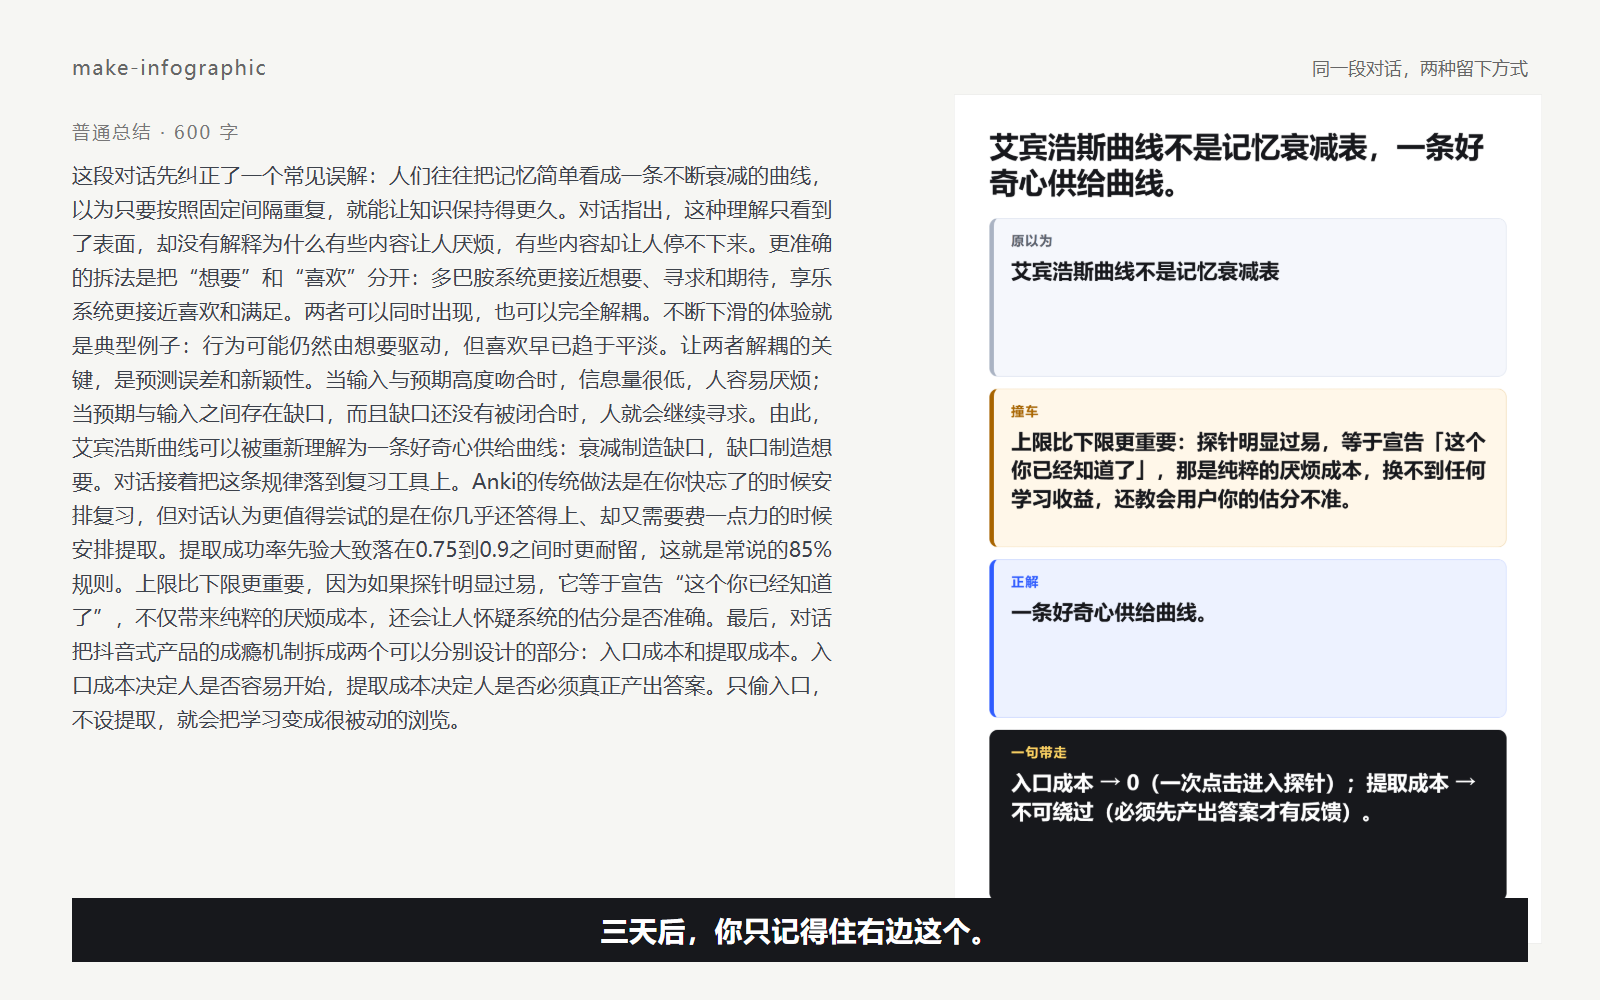 make-infographic
同一段对话，两种留下方式
普通总结 · 600 字
这段对话先纠正了一个常见误解：人们往往把记忆简单看成一条不断衰减的曲线，
以为只要按照固定间隔重复，就能让知识保持得更久。对话指出，这种理解只看到
了表面，却没有解释为什么有些内容让人厌烦，有些内容却让人停不下来。更准确
的拆法是把“想要”和“喜欢”分开：多巴胺系统更接近想要、寻求和期待，享乐
系统更接近喜欢和满足。两者可以同时出现，也可以完全解耦。不断下滑的体验就
是典型例子：行为可能仍然由想要驱动，但喜欢早已趋于平淡。让两者解耦的关
键，是预测误差和新颖性。当输入与预期高度吻合时，信息量很低，人容易厌烦；
当预期与输入之间存在缺口，而且缺口还没有被闭合时，人就会继续寻求。由此，
艾宾浩斯曲线可以被重新理解为一条好奇心供给曲线：衰减制造缺口，缺口制造想
要。对话接着把这条规律落到复习工具上。Anki的传统做法是在你快忘了的时候安
排复习，但对话认为更值得尝试的是在你几乎还答得上、却又需要费一点力的时候
安排提取。提取成功率先验大致落在0.75到0.9之间时更耐留，这就是常说的85%
规则。上限比下限更重要，因为如果探针明显过易，它等于宣告“这个你已经知道
了”，不仅带来纯粹的厌烦成本，还会让人怀疑系统的估分是否准确。最后，对话
把抖音式产品的成瘾机制拆成两个可以分别设计的部分：入口成本和提取成本。入
口成本决定人是否容易开始，提取成本决定人是否必须真正产出答案。只偷入口，
不设提取，就会把学习变成很被动的浏览。
艾宾浩斯曲线不是记忆衰减表，一条好
奇心供给曲线。
原以为
艾宾浩斯曲线不是记忆衰减表
撞车
上限比下限更重要：探针明显过易，等于宣告「这个
你已经知道了」，那是纯粹的厌烦成本，换不到任何
学习收益，还教会用户你的估分不准。
正解
一条好奇心供给曲线。
一句带走
入口成本 → 0（一次点击进入探针）；提取成本 →
不可绕过（必须先产出答案才有反馈）。
三天后，你只记得住右边这个。